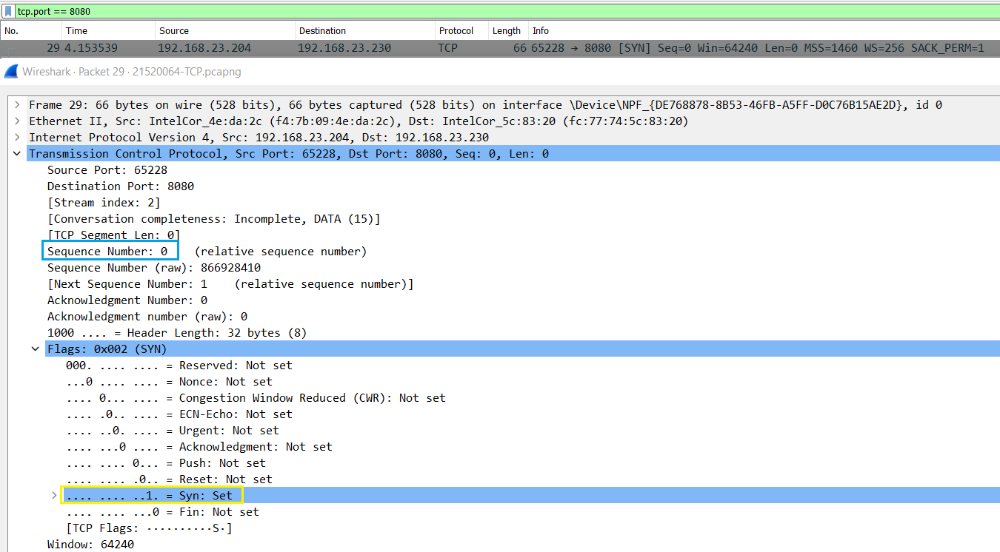 tcp.port == 8080
No. Time Source Destination Protocol Length Info
29 4.153539 192.168.23.204 192.168.23.230 TCP 66 65228 → 8080 [SYN] Seq=0 Win=64240 Len=0 MSS=1460 WS=256 SACK_PERM=1
Wireshark · Packet 29 · 21520064-TCP.pcapng
Frame 29: 66 bytes on wire (528 bits), 66 bytes captured (528 bits) on interface \Device\NPF_{DE768878-8B53-46FB-A5FF-D0C76B15AE2D}, id 0
Ethernet II, Src: IntelCor_4e:da:2c (f4:7b:09:4e:da:2c), Dst: IntelCor_5c:83:20 (fc:77:74:5c:83:20)
Internet Protocol Version 4, Src: 192.168.23.204, Dst: 192.168.23.230
Transmission Control Protocol, Src Port: 65228, Dst Port: 8080, Seq: 0, Len: 0
Source Port: 65228
Destination Port: 8080
[Stream index: 2]
[Conversation completeness: Incomplete, DATA (15)]
[TCP Segment Len: 0]
Sequence Number: 0    (relative sequence number)
Sequence Number (raw): 866928410
[Next Sequence Number: 1    (relative sequence number)]
Acknowledgment Number: 0
Acknowledgment number (raw): 0
1000 .... = Header Length: 32 bytes (8)
Flags: 0x002 (SYN)
000. .... .... = Reserved: Not set
...0 .... .... = Nonce: Not set
.... 0... .... = Congestion Window Reduced (CWR): Not set
.... .0.. .... = ECN-Echo: Not set
.... ..0. .... = Urgent: Not set
.... ...0 .... = Acknowledgment: Not set
.... .... 0... = Push: Not set
.... .... .0.. = Reset: Not set
.... .... ..1. = Syn: Set
.... .... ...0 = Fin: Not set
[TCP Flags: ··········S·]
Window: 64240